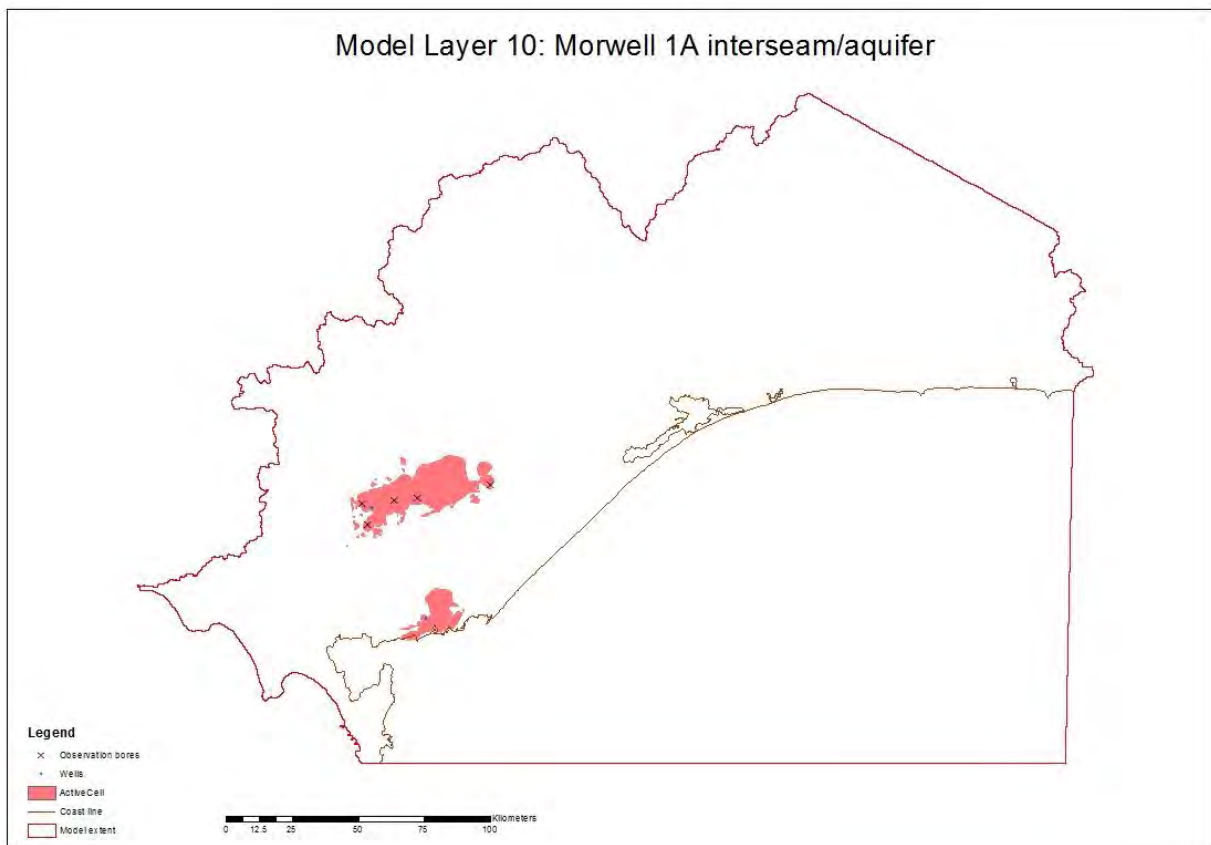 Model Layer 10: Morwell 1A interseam/aquifer
Legend
Observation bores
Wells
ActiveCell
Coast line
Model extent
Kilometers
0 12.5 25 50 75 100